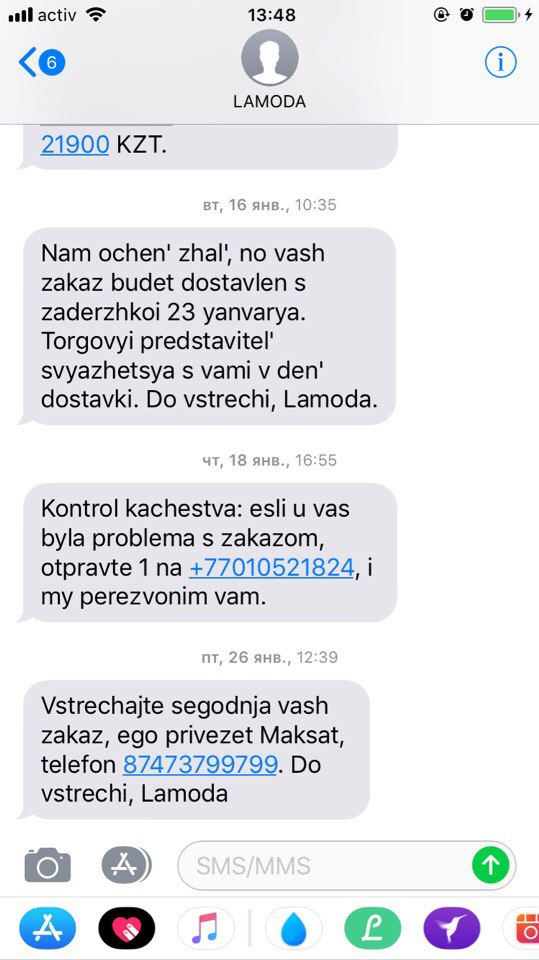 activ
13:48
6
LAMODA
21900 KZT.
вт, 16 янв., 10:35
Nam ochen' zhal', no vash
zakaz budet dostavlen s
zaderzhkoi 23 yanvarya.
Torgovyi predstavitel'
svyazhetsya s vami v den'
dostavki. Do vstrechi, Lamoda.
чт, 18 янв., 16:55
Kontrol kachestva: esli u vas
byla problema s zakazom,
otpravte 1 na +77010521824, i
my perezvonim vam.
пт, 26 янв., 12:39
Vstrechajte segodnja vash
zakaz, ego privezet Maksat,
telefon 87473799799. Do
vstrechi, Lamoda
SMS/MMS